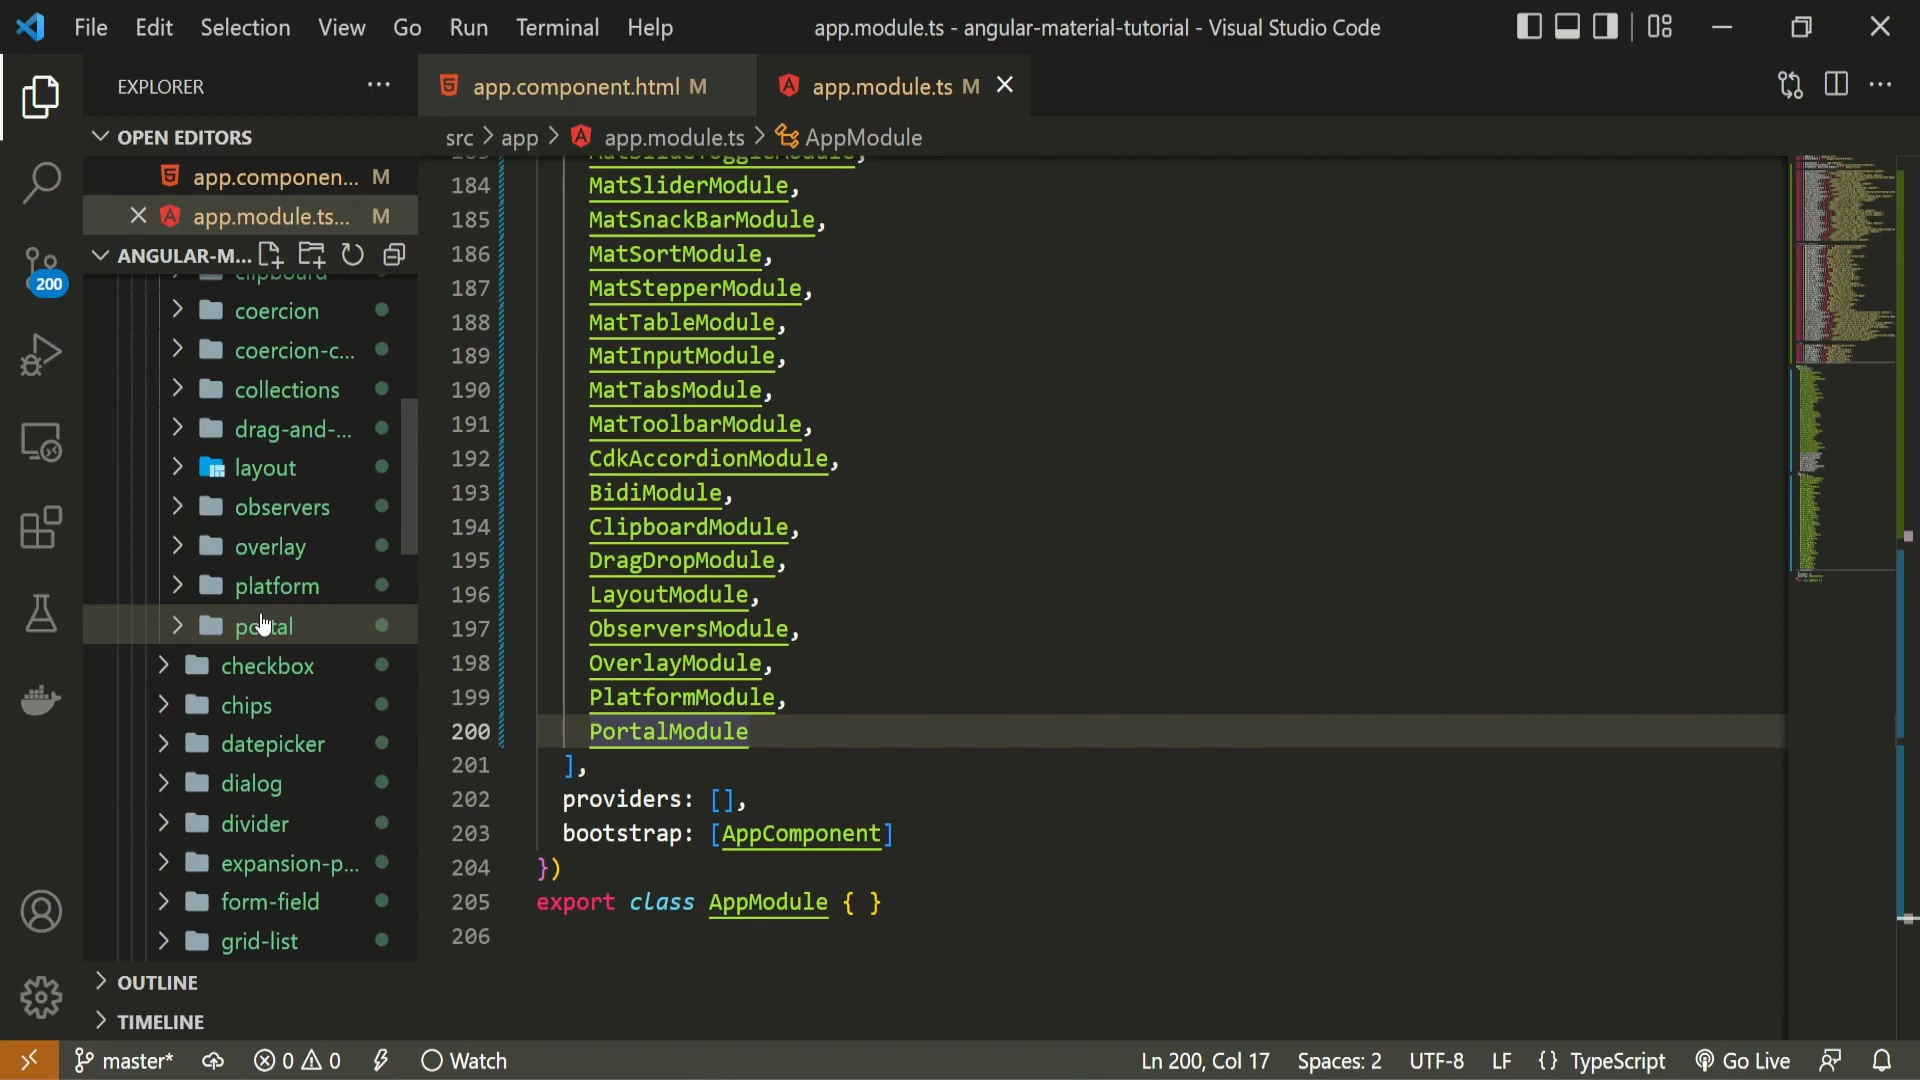 File Edit Selection View Go Run Terminal Help
app.module.ts - angular-material-tutorial - Visual Studio Code
EXPLORER
app.component.html M
app.module.ts M
OPEN EDITORS
src > app > app.module.ts > AppModule
app.componen... M
app.module.ts... M
ANGULAR-M...
200
clipboard
coercion
coercion-c...
collections
drag-and-...
layout
observers
overlay
platform
portal
checkbox
chips
datepicker
dialog
divider
expansion-p...
form-field
grid-list
OUTLINE
TIMELINE
183 MatSlideToggleModule,
184 MatSliderModule,
185 MatSnackBarModule,
186 MatSortModule,
187 MatStepperModule,
188 MatTableModule,
189 MatInputModule,
190 MatTabsModule,
191 MatToolbarModule,
192 CdkAccordionModule,
193 BidiModule,
194 ClipboardModule,
195 DragDropModule,
196 LayoutModule,
197 ObserversModule,
198 OverlayModule,
199 PlatformModule,
200 PortalModule
201 ],
202 providers: [],
203 bootstrap: [AppComponent]
204 })
205 export class AppModule { }
206
master* 0 0 Watch
Ln 200, Col 17 Spaces: 2 UTF-8 LF {} TypeScript Go Live